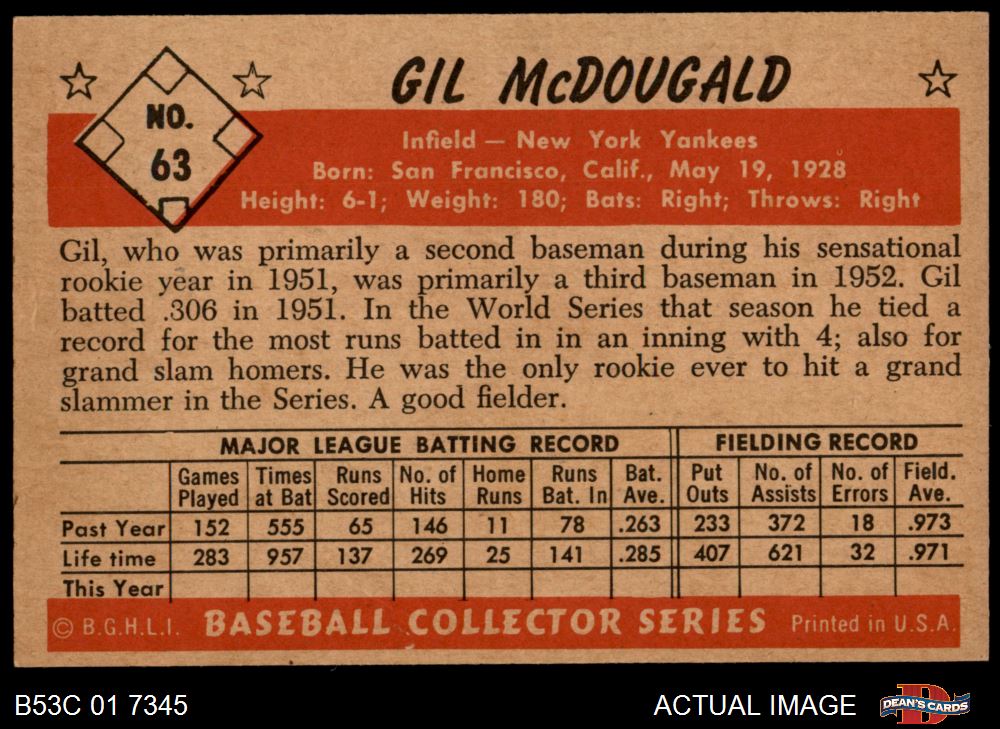 GIL McDOUGALD
NO.
63
Infield — New York Yankees
Born: San Francisco, Calif., May 19, 1928
Height: 6-1; Weight: 180; Bats: Right; Throws: Right
Gil, who was primarily a second baseman during his sensational
rookie year in 1951, was primarily a third baseman in 1952. Gil
batted .306 in 1951. In the World Series that season he tied a
record for the most runs batted in in an inning with 4; also for
grand slam homers. He was the only rookie ever to hit a grand
slammer in the Series. A good fielder.
MAJOR LEAGUE BATTING RECORD FIELDING RECORD
Games Times Runs No. of Home Runs Bat. Put No. of No. of Field.
Played at Bat Scored Hits Runs Bat. In Ave. Outs Assists Errors Ave.
Past Year 152 555 65 146 11 78 .263 233 372 18 .973
Life time 283 957 137 269 25 141 .285 407 621 32 .971
This Year
© B.G.H.L.I. BASEBALL COLLECTOR SERIES Printed in U.S.A.
B53C 01 7345 ACTUAL IMAGE DEAN'S CARDS